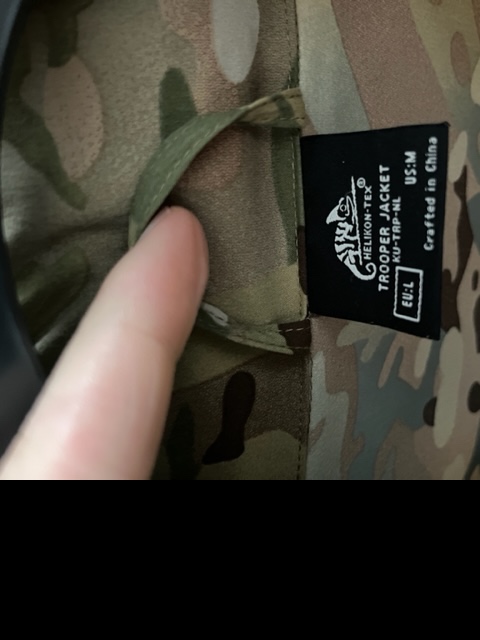 HELIKON-TEX®
TROOPER JACKET
KU-TRP-NL
EU:L US:M
Crafted in China